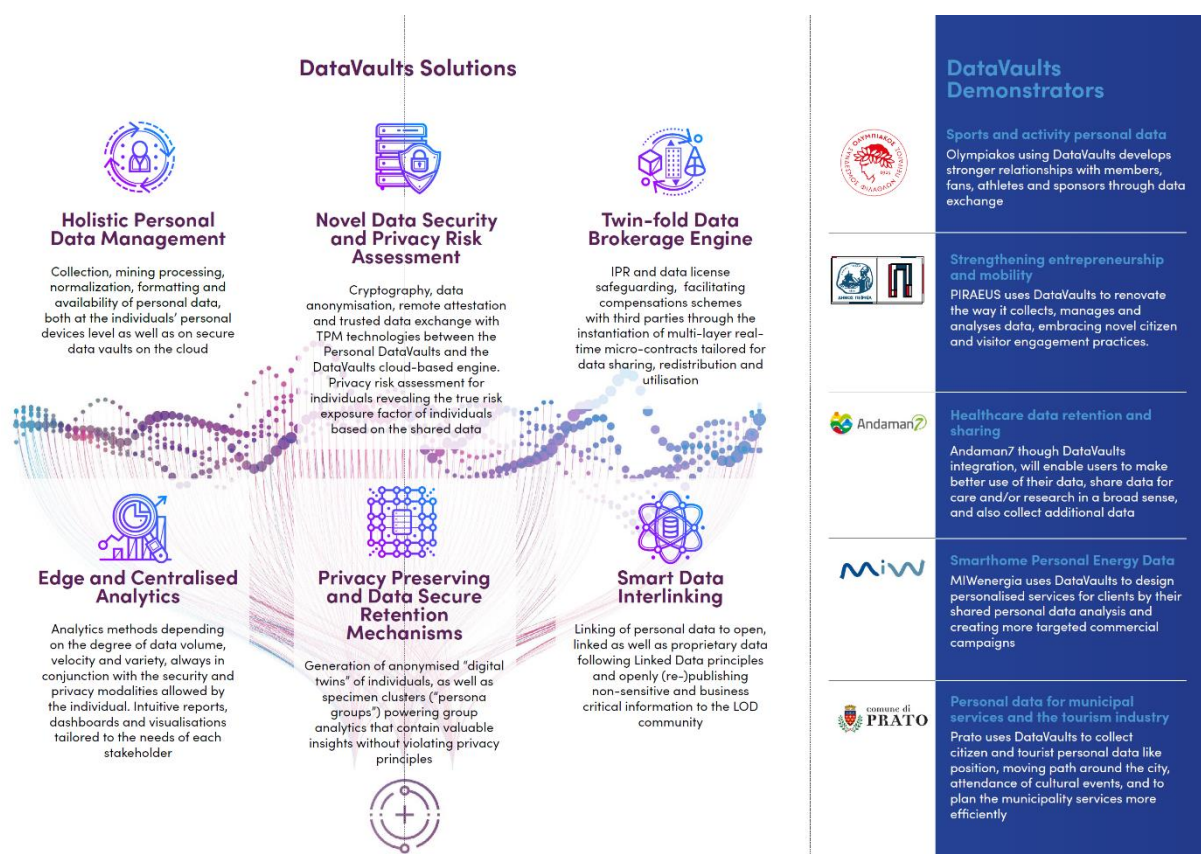 DataVaults Solutions
Holistic Personal
Data Management
Collection, mining processing,
normalization, formatting and
availability of personal data,
both at the individuals' personal
devices level as well as on secure
data vaults on the cloud
Novel Data Security
and Privacy Risk
Assessment
Cryptography, data
anonymisation, remote attestation
and trusted data exchange with
TPM technologies between the
Personal DataVaults and the
DataVaults cloud-based engine.
Privacy risk assessment for
individuals revealing the true risk
exposure factor of individuals
based on the shared data
Twin-fold Data
Brokerage Engine
IPR and data license
safeguarding, facilitating
compensations schemes
with third parties through the
instantiation of multi-layer real-
time micro-contracts tailored for
data sharing, redistribution and
utilisation
Edge and Centralised
Analytics
Analytics methods depending
on the degree of data volume,
velocity and variety, always in
conjunction with the security and
privacy modalities allowed by
the individual. Intuitive reports,
dashboards and visualisations
tailored to the needs of each
stakeholder
Privacy Preserving
and Data Secure
Retention
Mechanisms
Generation of anonymised "digital
twins" of individuals, as well as
specimen clusters ("persona
groups") powering group
analytics that contain valuable
insights without violating privacy
principles
Smart Data
Interlinking
Linking of personal data to open,
linked as well as proprietary data
following Linked Data principles
and openly (re-)publishing
non-sensitive and business
critical information to the LOD
community
DataVaults
Demonstrators
Sports and activity personal data
Olympiakos using DataVaults develops
stronger relationships with members,
fans, athletes and sponsors through data
exchange
Strengthening entrepreneurship
and mobility
PIRAEUS uses DataVaults to renovate
the way it collects, manages and
analyses data, embracing novel citizen
and visitor engagement practices.
Andaman7
Healthcare data retention and
sharing
Andaman7 though DataVaults
integration, will enable users to make
better use of their data, share data for
care and/or research in a broad sense,
and also collect additional data
MIW
Smarthome Personal Energy Data
MIWenergia uses DataVaults to design
personalised services for clients by their
shared personal data analysis and
creating more targeted commercial
campaigns
comune di
PRATO
Personal data for municipal
services and the tourism industry
Prato uses DataVaults to collect
citizen and tourist personal data like
position, moving path around the city,
attendance of cultural events, and to
plan the municipality services more
efficiently